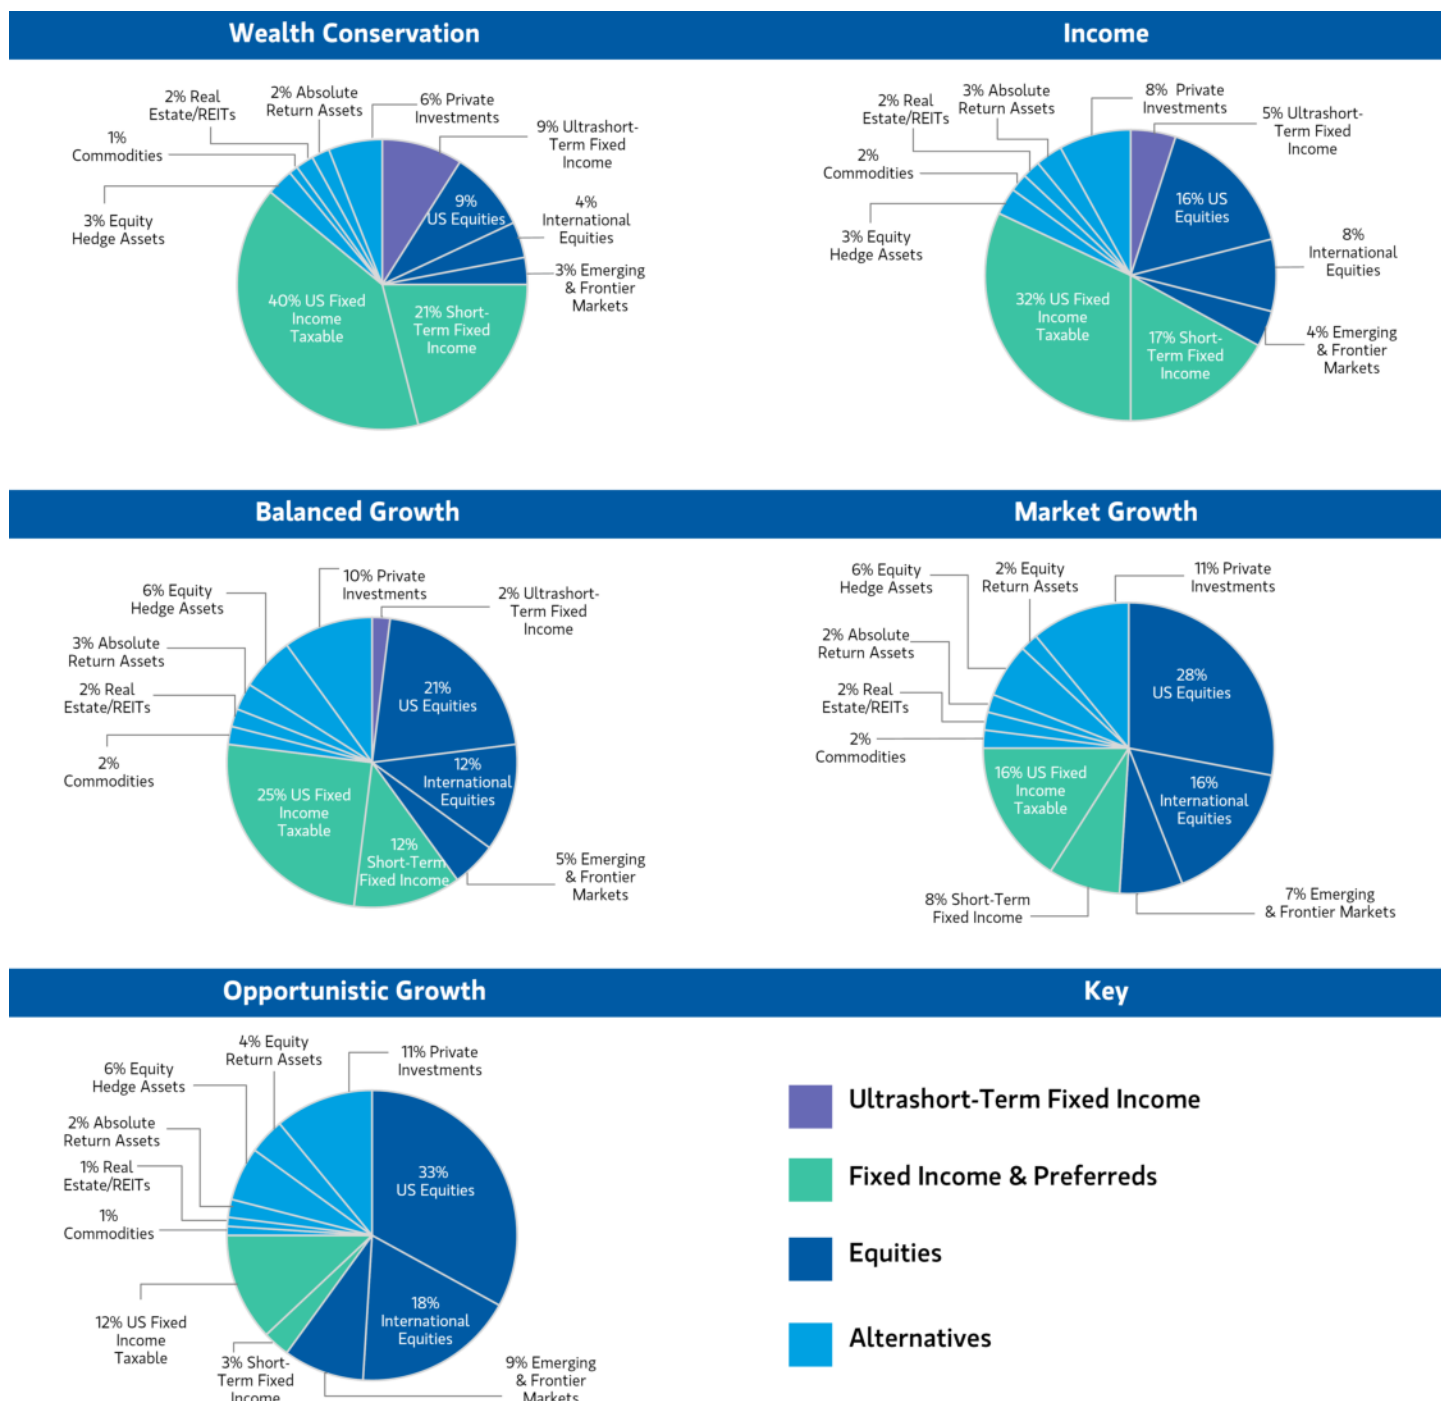 Wealth Conservation
2% Real
Estate/REITs
2% Absolute
Return Assets
6% Private
Investments
9% Ultrashort-
Term Fixed
Income
1%
Commodities
3% Equity
Hedge Assets
9%
US Equities
4%
International
Equities
3% Emerging
& Frontier
Markets
40% US Fixed
Income
Taxable
21% Short-
Term Fixed
Income
Income
2% Real
Estate/REITs
3% Absolute
Return Assets
8% Private
Investments
5% Ultrashort-
Term Fixed
Income
2%
Commodities
3% Equity
Hedge Assets
16% US
Equities
8%
International
Equities
4% Emerging
& Frontier
Markets
32% US Fixed
Income
Taxable
17% Short-
Term Fixed
Income
Balanced Growth
6% Equity
Hedge Assets
10% Private
Investments
2% Ultrashort-
Term Fixed
Income
3% Absolute
Return Assets
2% Real
Estate/REITs
2%
Commodities
21%
US Equities
12%
International
Equities
25% US Fixed
Income
Taxable
12%
Short-Term
Fixed Income
5% Emerging
& Frontier
Markets
Market Growth
6% Equity
Hedge Assets
2% Equity
Return Assets
11% Private
Investments
2% Absolute
Return Assets
2% Real
Estate/REITs
2%
Commodities
28%
US Equities
16% US Fixed
Income
Taxable
16%
International
Equities
8% Short-Term
Fixed Income
7% Emerging
& Frontier Markets
Opportunistic Growth
4% Equity
Return Assets
11% Private
Investments
6% Equity
Hedge Assets
2% Absolute
Return Assets
1% Real
Estate/REITs
1%
Commodities
33%
US Equities
18%
International
Equities
12% US Fixed
Income
Taxable
3% Short-
Term Fixed
Income
9% Emerging
& Frontier
Markets
Key
Ultrashort-Term Fixed Income
Fixed Income & Preferreds
Equities
Alternatives